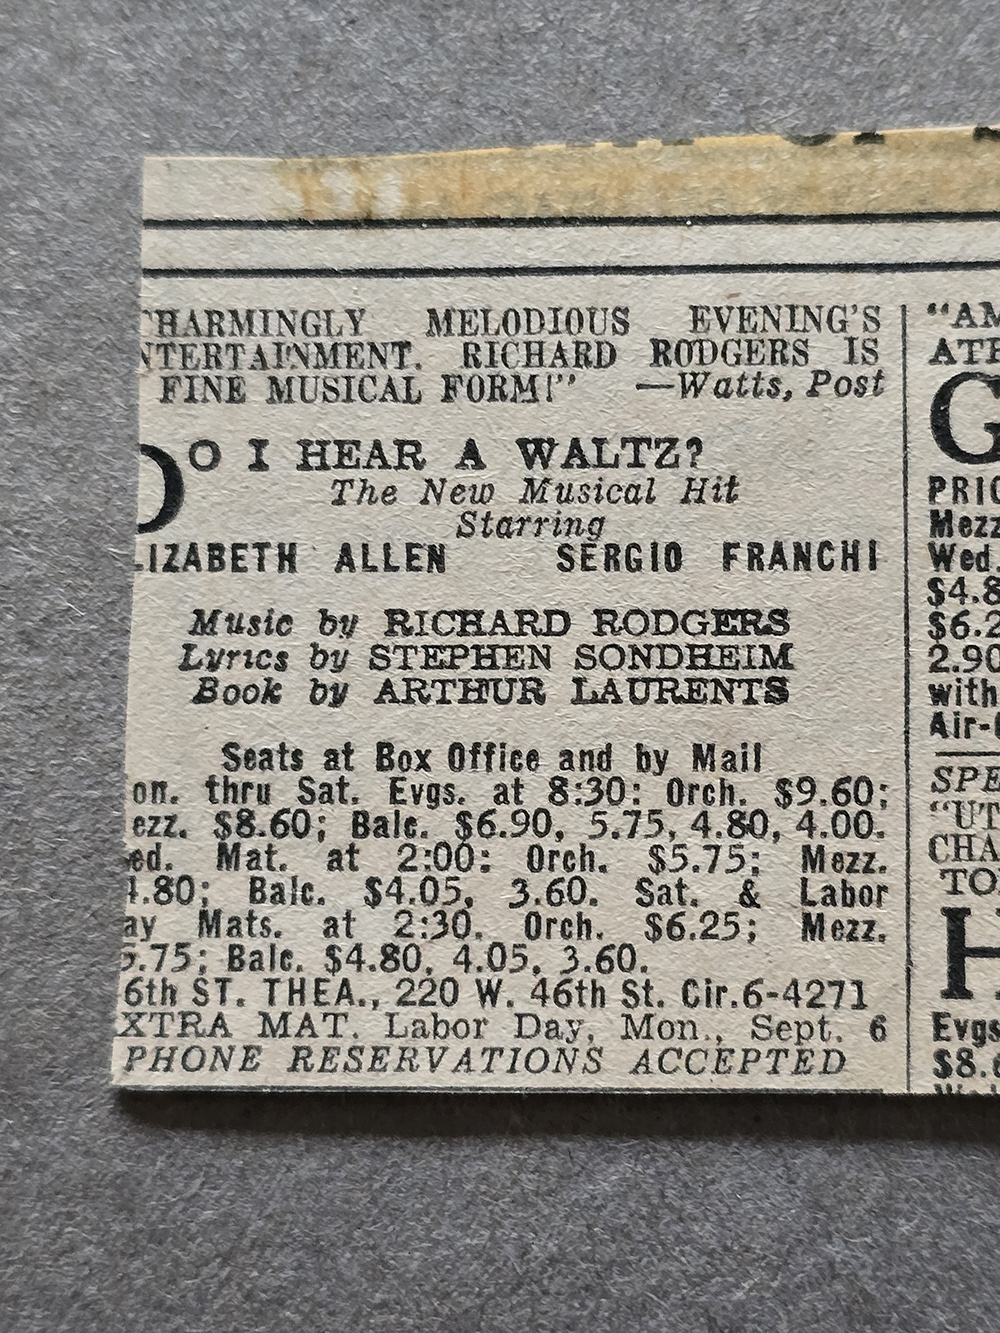 HARMINGLY MELODIOUS EVENING'S
NTERTAINMENT. RICHARD RODGERS IS
FINE MUSICAL FORM!" —Watts, Post
DO I HEAR A WALTZ?
The New Musical Hit
Starring
LIZABETH ALLEN SERGIO FRANCHI
Music by RICHARD RODGERS
Lyrics by STEPHEN SONDHEIM
Book by ARTHUR LAURENTS
Seats at Box Office and by Mail
on. thru Sat. Evgs. at 8:30: Orch. $9.60;
ezz. $8.60; Balc. $6.90, 5.75, 4.80, 4.00.
ed. Mat. at 2:00: Orch. $5.75; Mezz.
4.80; Balc. $4.05, 3.60. Sat. & Labor
ay Mats. at 2:30. Orch. $6.25; Mezz.
5.75; Balc. $4.80, 4.05, 3.60.
6th ST. THEA., 220 W. 46th St. Cir.6-4271
XTRA MAT. Labor Day, Mon., Sept. 6
PHONE RESERVATIONS ACCEPTED
"AM
ATH
G
PRIC
Mezz
Wed.
$4.8
$6.2
2.90
with
Air-
SPE
"UT
CHA
TO
H
Evgs
$8.6